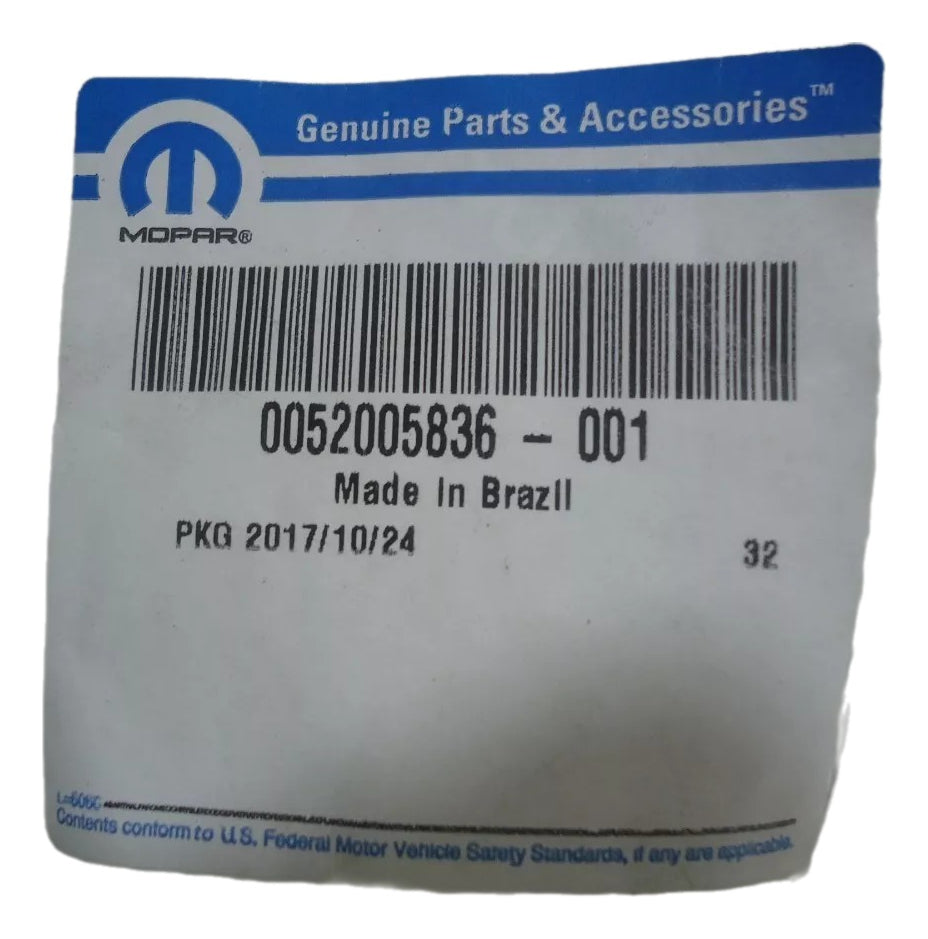 Genuine Parts & Accessories™
MOPAR®
0052005836 - 001
Made In Brazil
PKG 2017/10/24
32
Contents conform to U.S. Federal Motor Vehicle Safety Standards, if any are applicable.